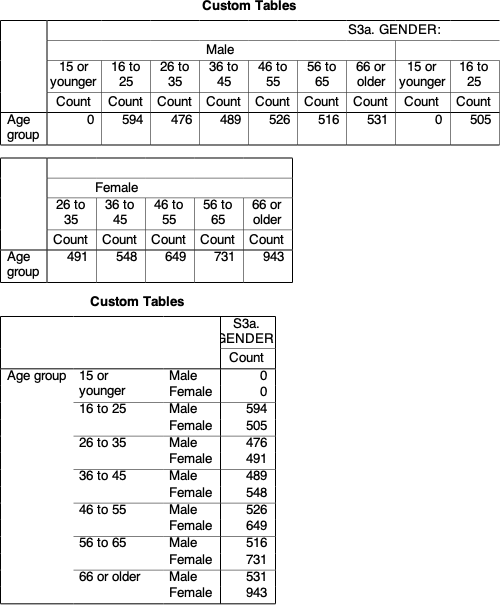 Custom Tables
S3a. GENDER:
Male
15 or younger 16 to 25 26 to 35 36 to 45 46 to 55 56 to 65 66 or older 15 or younger 16 to 25
Count Count Count Count Count Count Count Count Count
Age group 0 594 476 489 526 516 531 0 505
Female
26 to 35 36 to 45 46 to 55 56 to 65 66 or older
Count Count Count Count Count
Age group 491 548 649 731 943
Custom Tables
S3a.
GENDER
Count
Age group 15 or younger Male 0
Female 0
16 to 25 Male 594
Female 505
26 to 35 Male 476
Female 491
36 to 45 Male 489
Female 548
46 to 55 Male 526
Female 649
56 to 65 Male 516
Female 731
66 or older Male 531
Female 943